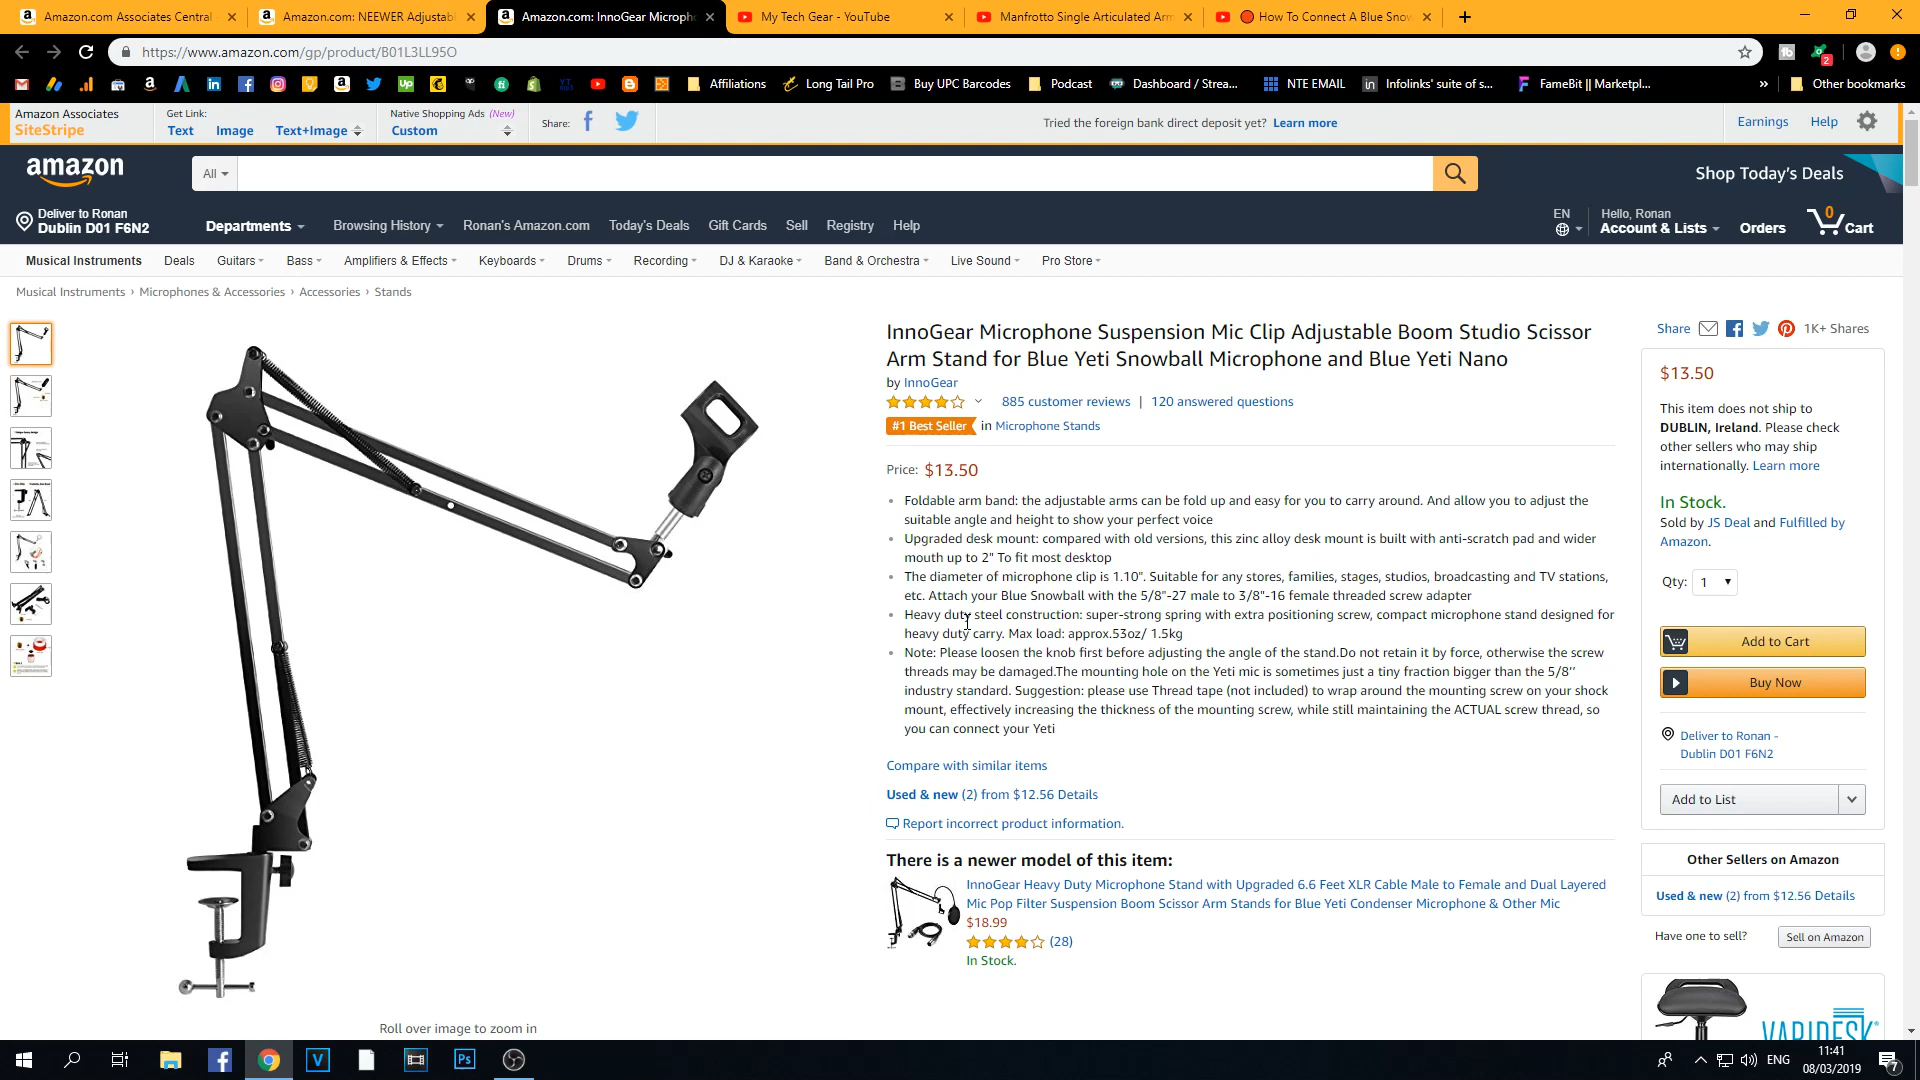 Amazon.com Associates Central
Amazon.com: NEEWER Adjustabl
Amazon.com: InnoGear Microph
My Tech Gear - YouTube
Manfrotto Single Articulated Arm
How To Connect A Blue Snow
https://www.amazon.com/gp/product/B01L3LL95O
Affiliations
Long Tail Pro
Buy UPC Barcodes
Podcast
Dashboard / Strea...
NTE EMAIL
Infolinks' suite of s...
FameBit || Marketpl...
Other bookmarks
Amazon Associates
SiteStripe
Get Link:
Text Image Text+Image
Native Shopping Ads (New)
Custom
Share:
Tried the foreign bank direct deposit yet? Learn more
Earnings Help
amazon
All
Shop Today's Deals
Deliver to Ronan
Dublin D01 F6N2
Departments Browsing History Ronan's Amazon.com Today's Deals Gift Cards Sell Registry Help
EN
Hello, Ronan
Account & Lists
Orders
0
Cart
Musical Instruments Deals Guitars Bass Amplifiers & Effects Keyboards Drums Recording DJ & Karaoke Band & Orchestra Live Sound Pro Store
Musical Instruments › Microphones & Accessories › Accessories › Stands
InnoGear Microphone Suspension Mic Clip Adjustable Boom Studio Scissor
Arm Stand for Blue Yeti Snowball Microphone and Blue Yeti Nano
by InnoGear
885 customer reviews | 120 answered questions
#1 Best Seller in Microphone Stands
Price: $13.50
Foldable arm band: the adjustable arms can be fold up and easy for you to carry around. And allow you to adjust the
suitable angle and height to show your perfect voice
Upgraded desk mount: compared with old versions, this zinc alloy desk mount is built with anti-scratch pad and wider
mouth up to 2" To fit most desktop
The diameter of microphone clip is 1.10". Suitable for any stores, families, stages, studios, broadcasting and TV stations,
etc. Attach your Blue Snowball with the 5/8"-27 male to 3/8"-16 female threaded screw adapter
Heavy duty steel construction: super-strong spring with extra positioning screw, compact microphone stand designed for
heavy duty carry. Max load: approx.53oz/ 1.5kg
Note: Please loosen the knob first before adjusting the angle of the stand.Do not retain it by force, otherwise the screw
threads may be damaged.The mounting hole on the Yeti mic is sometimes just a tiny fraction bigger than the 5/8‘’
industry standard. Suggestion: please use Thread tape (not included) to wrap around the mounting screw on your shock
mount, effectively increasing the thickness of the mounting screw, while still maintaining the ACTUAL screw thread, so
you can connect your Yeti
Compare with similar items
Used & new (2) from $12.56 Details
Report incorrect product information.
There is a newer model of this item:
InnoGear Heavy Duty Microphone Stand with Upgraded 6.6 Feet XLR Cable Male to Female and Dual Layered
Mic Pop Filter Suspension Boom Scissor Arm Stands for Blue Yeti Condenser Microphone & Other Mic
$18.99
(28)
In Stock.
Roll over image to zoom in
Share 1K+ Shares
$13.50
This item does not ship to
DUBLIN, Ireland. Please check
other sellers who may ship
internationally. Learn more
In Stock.
Sold by JS Deal and Fulfilled by
Amazon.
Qty: 1
Add to Cart
Buy Now
Deliver to Ronan -
Dublin D01 F6N2
Add to List
Other Sellers on Amazon
Used & new (2) from $12.56 Details
Have one to sell?
Sell on Amazon
VARIDESK
ENG
11:41
08/03/2019
7